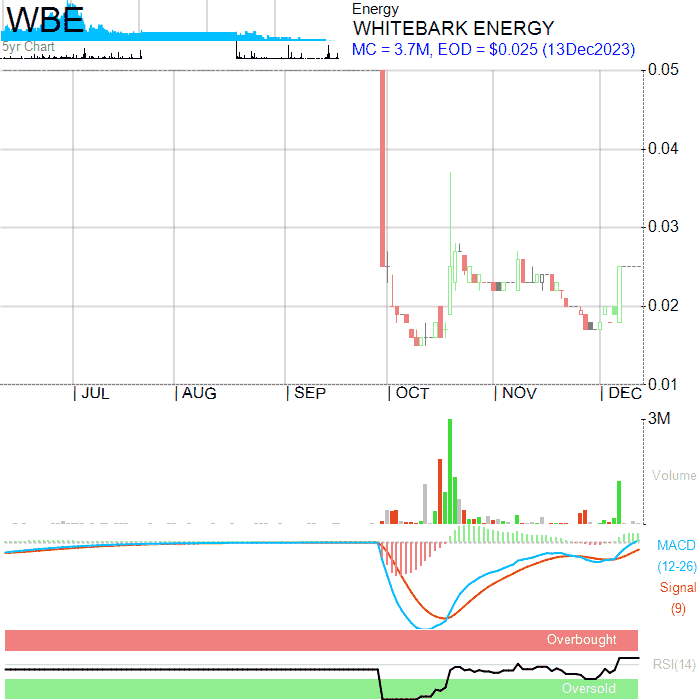 WBE
5yr Chart
Energy
WHITEBARK ENERGY
MC = 3.7M, EOD = $0.025 (13Dec2023)
0.05
0.04
0.03
0.02
0.01
JUL
AUG
SEP
OCT
NOV
DEC
3M
Volume
MACD
(12-26)
Signal
(9)
Overbought
RSI(14)
Oversold